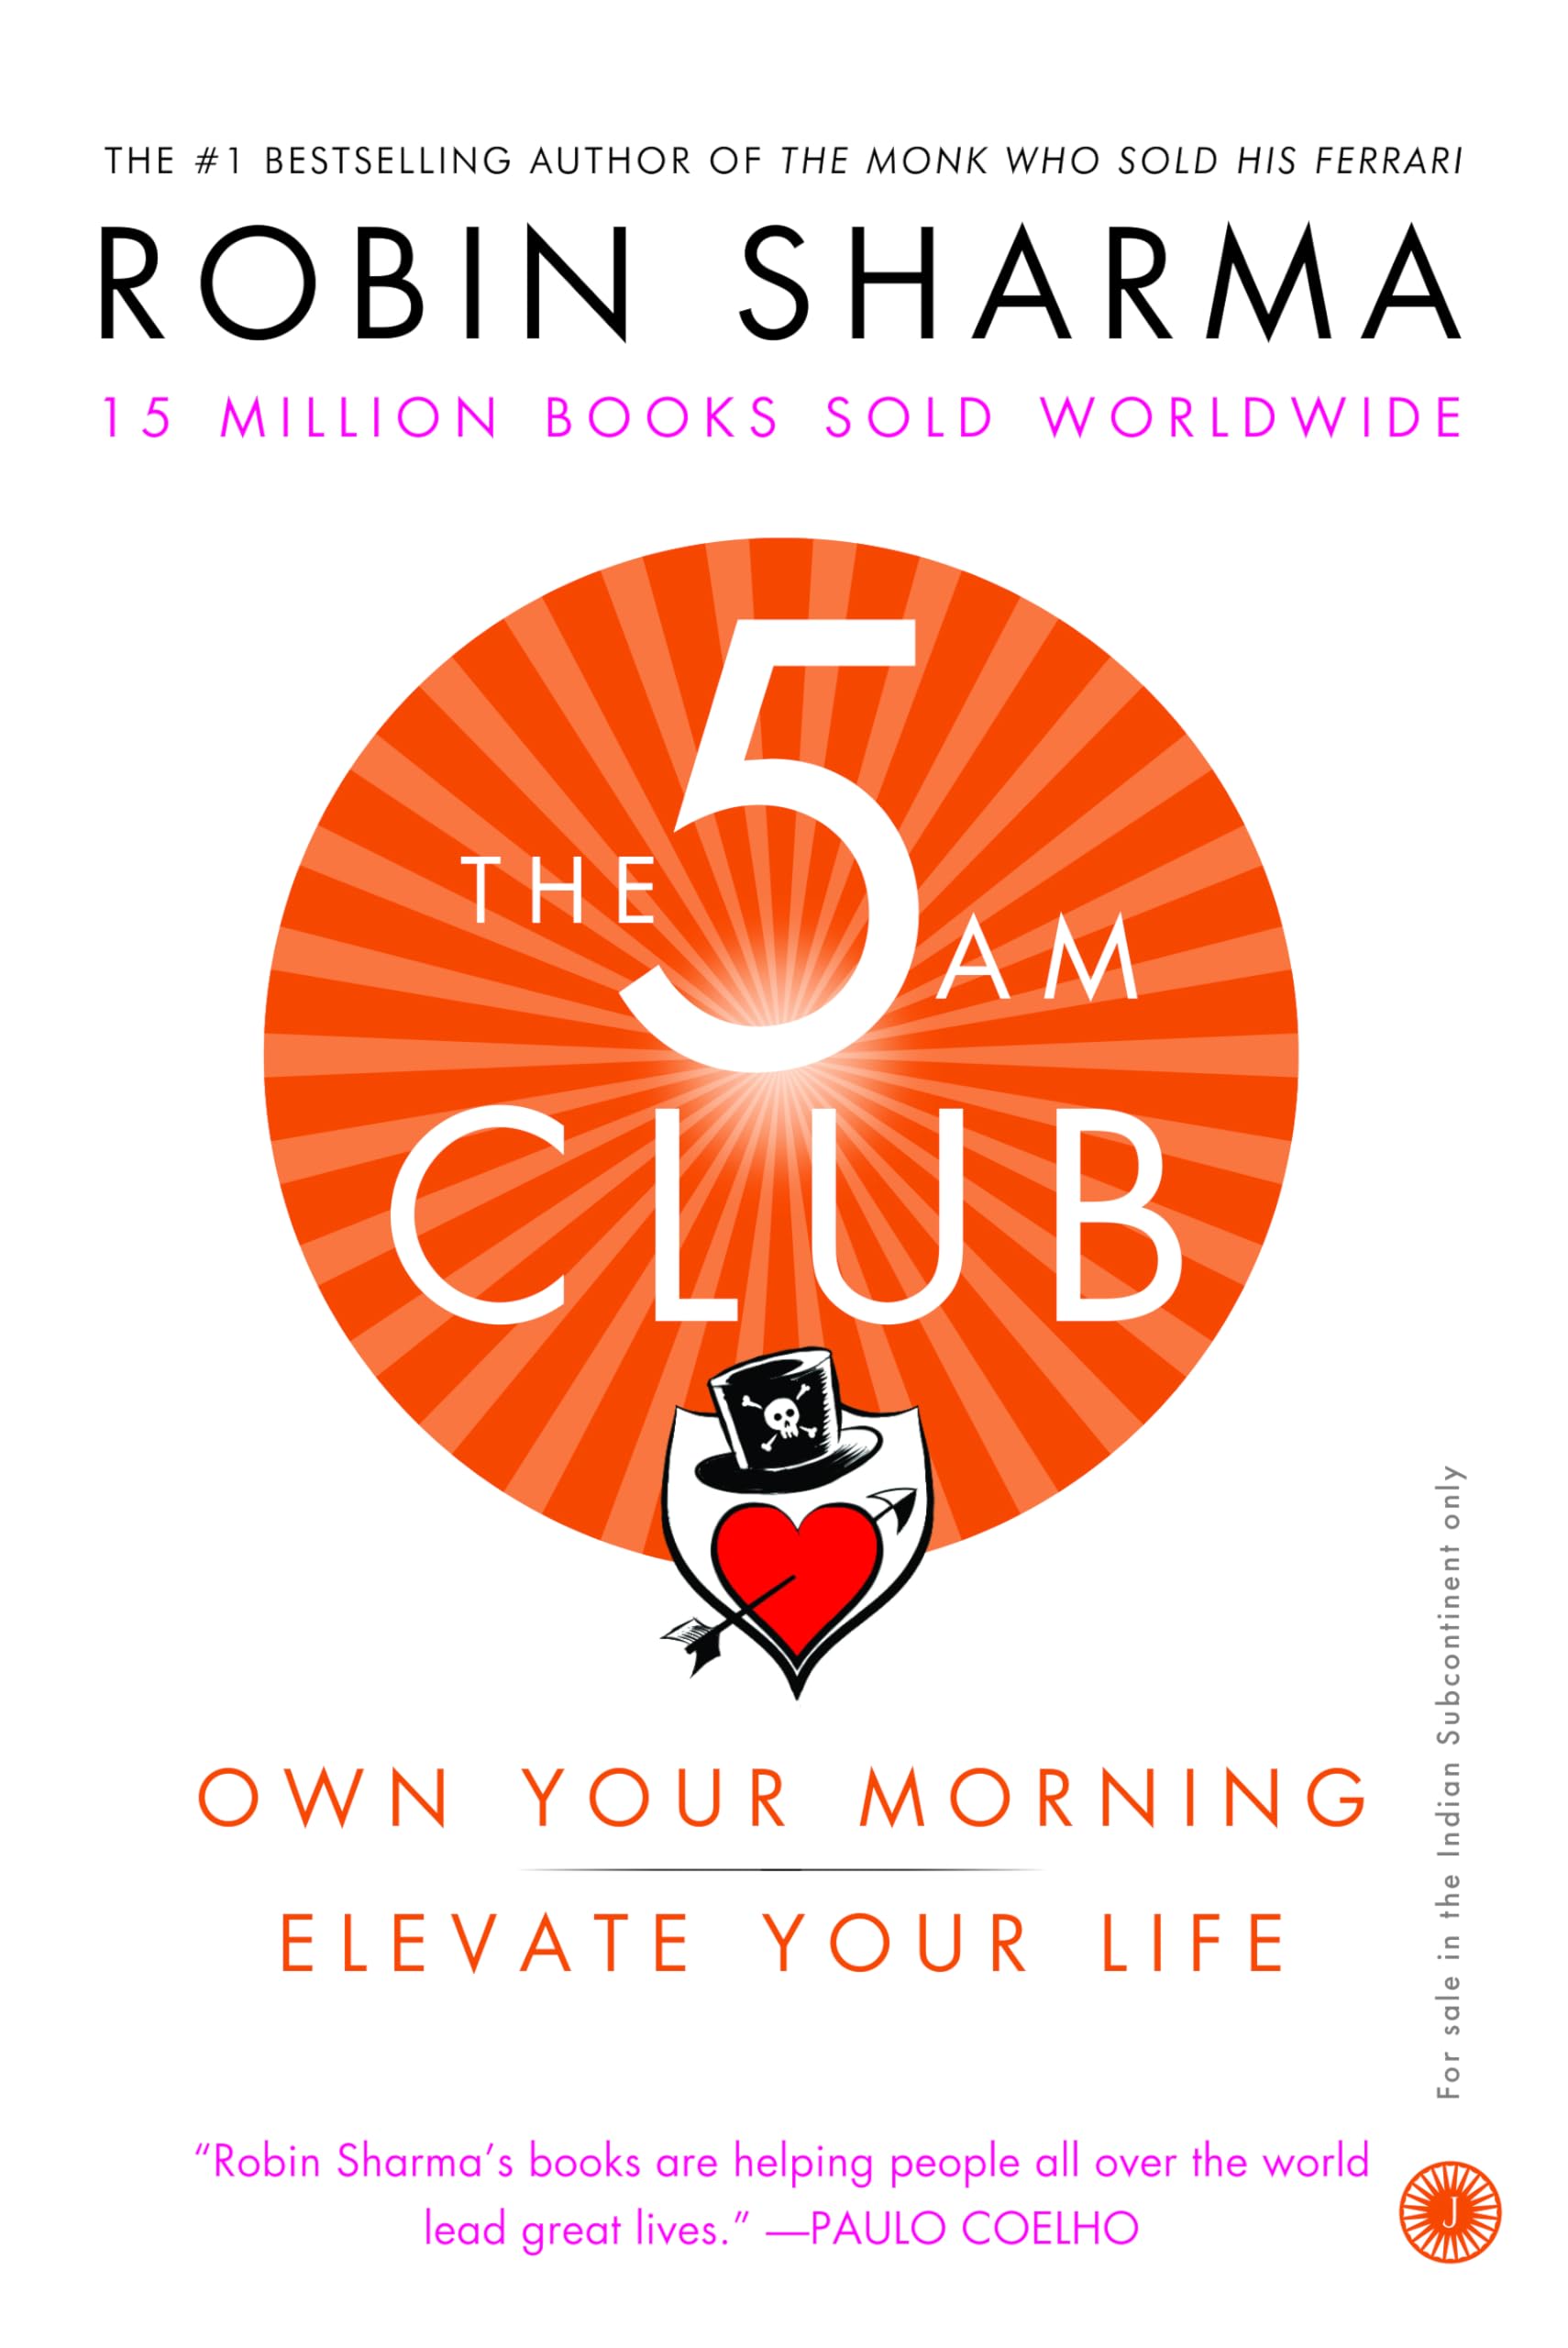 THE #1 BESTSELLING AUTHOR OF THE MONK WHO SOLD HIS FERRARI
ROBIN SHARMA
15 MILLION BOOKS SOLD WORLDWIDE
THE 5 AM
CLUB
OWN YOUR MORNING
ELEVATE YOUR LIFE
For sale in the Indian Subcontinent only
“Robin Sharma’s books are helping people all over the world
lead great lives.” —PAULO COELHO
J